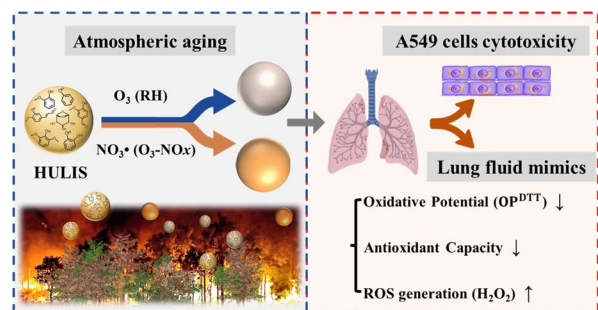 Atmospheric aging
O₃ (RH)
NO₃• (O₃-NOx)
HULIS
A549 cells cytotoxicity
Lung fluid mimics
Oxidative Potential (OPᴰᵀᵀ) ↓
Antioxidant Capacity ↓
ROS generation (H₂O₂) ↑